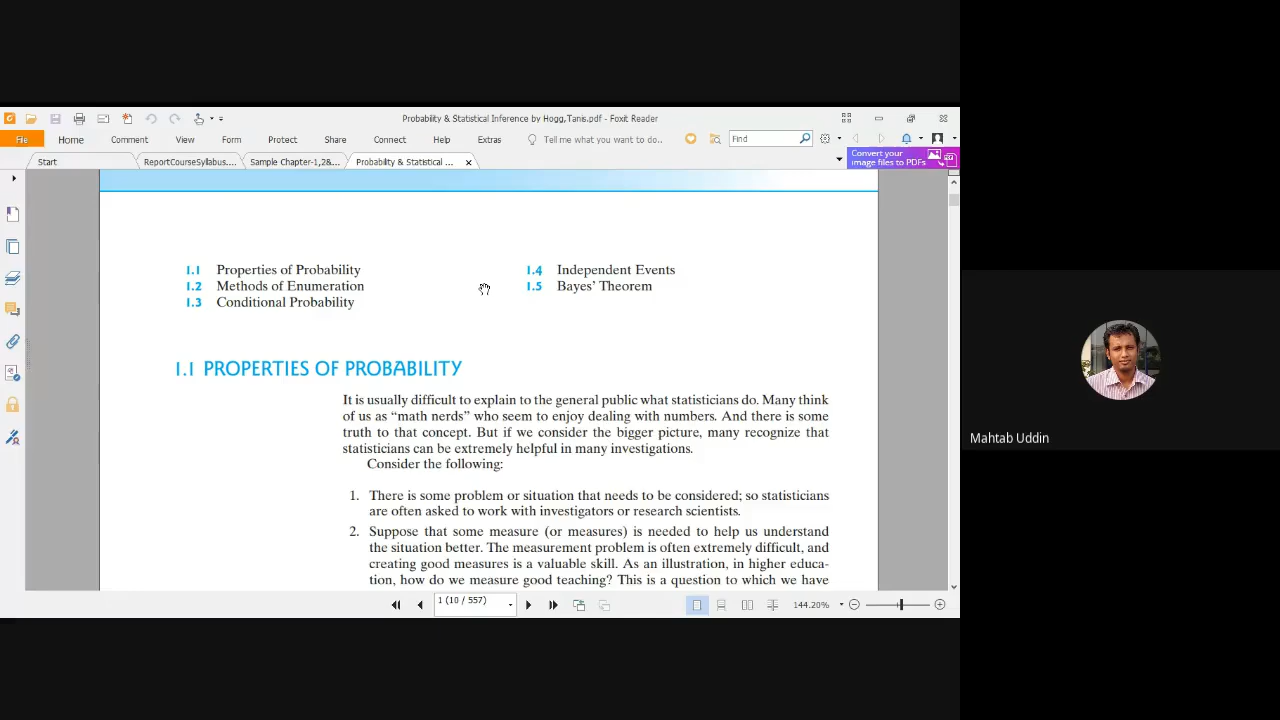 Probability & Statistical Inference by Hogg,Tanis.pdf - Foxit Reader
File Home Comment View Form Protect Share Connect Help Extras Tell me what you want to do.. Find
Start ReportCourseSyllabus.... Sample Chapter-1,2&... Probability & Statistical ...
Convert your
image files to PDFs
1.1 Properties of Probability
1.2 Methods of Enumeration
1.3 Conditional Probability
1.4 Independent Events
1.5 Bayes’ Theorem
1.1 PROPERTIES OF PROBABILITY
It is usually difficult to explain to the general public what statisticians do. Many think
of us as “math nerds” who seem to enjoy dealing with numbers. And there is some
truth to that concept. But if we consider the bigger picture, many recognize that
statisticians can be extremely helpful in many investigations.
Consider the following:
1. There is some problem or situation that needs to be considered; so statisticians
are often asked to work with investigators or research scientists.
2. Suppose that some measure (or measures) is needed to help us understand
the situation better. The measurement problem is often extremely difficult, and
creating good measures is a valuable skill. As an illustration, in higher educa-
tion, how do we measure good teaching? This is a question to which we have
1 (10 / 557)
144.20%
Mahtab Uddin